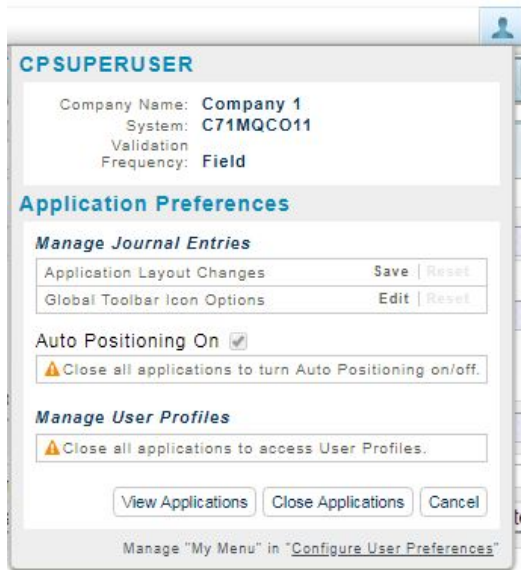 CPSUPERUSER
Company Name: Company 1
System: C71MQCO11
Validation
Frequency: Field
Application Preferences
Manage Journal Entries
Application Layout Changes Save | Reset
Global Toolbar Icon Options Edit | Reset
Auto Positioning On
Close all applications to turn Auto Positioning on/off.
Manage User Profiles
Close all applications to access User Profiles.
View Applications Close Applications Cancel
Manage "My Menu" in "Configure User Preferences"